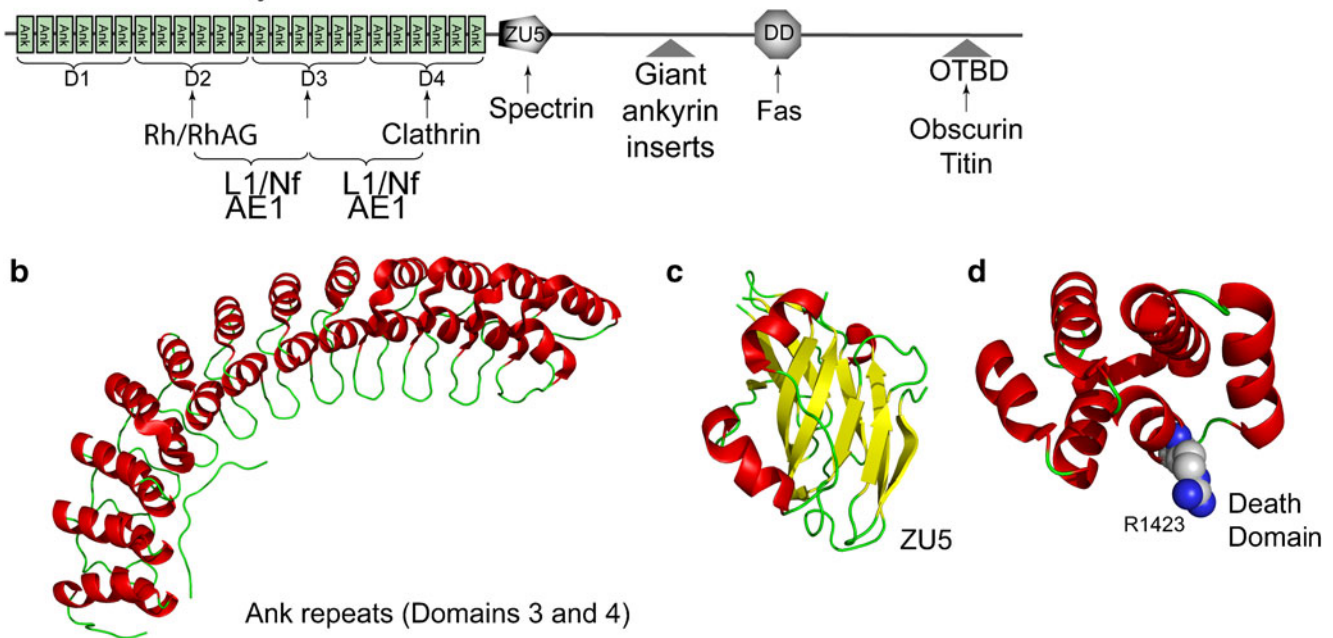 Ank Ank Ank Ank Ank Ank Ank Ank Ank Ank Ank Ank Ank Ank Ank Ank Ank Ank Ank Ank Ank Ank Ank Ank ZU5 DD
D1 D2 D3 D4 OTBD
Rh/RhAG Clathrin
L1/Nf L1/Nf
AE1 AE1
Spectrin
Giant
ankyrin
inserts
Fas
Obscurin
Titin
b
Ank repeats (Domains 3 and 4)
c
ZU5
d
R1423
Death
Domain